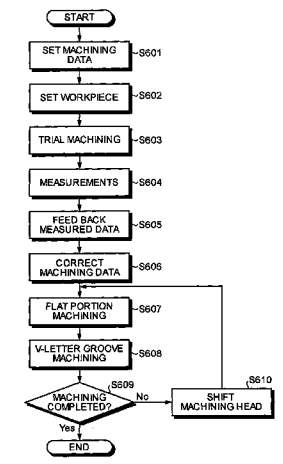 START
SET MACHINING
DATA
S601
SET WORKPIECE
S602
TRIAL MACHINING
S603
MEASUREMENTS
S604
FEED BACK
MEASURED DATA
S605
CORRECT
MACHINING DATA
S606
FLAT PORTION
MACHINING
S607
V-LETTER GROOVE
MACHINING
S608
MACHINING
COMPLETED?
S609
No
SHIFT
MACHINING HEAD
S610
Yes
END